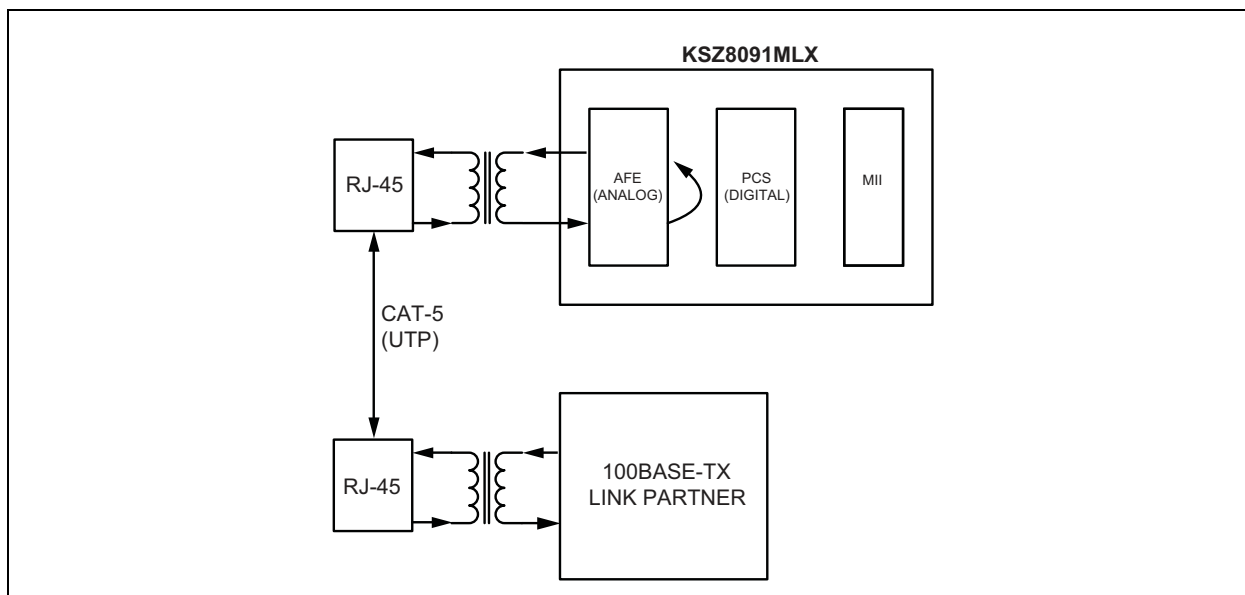 KSZ8091MLX
RJ-45
AFE
(ANALOG)
PCS
(DIGITAL)
MII
CAT-5
(UTP)
RJ-45
100BASE-TX
LINK PARTNER